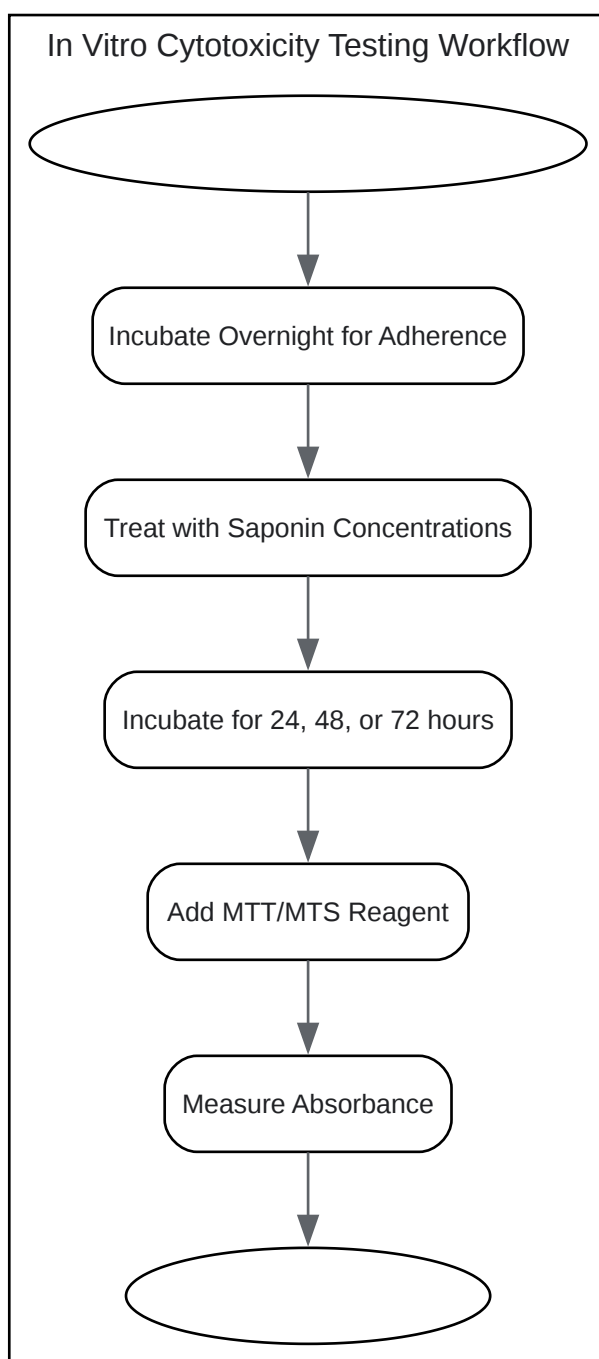 In Vitro Cytotoxicity Testing Workflow
Incubate Overnight for Adherence
Treat with Saponin Concentrations
Incubate for 24, 48, or 72 hours
Add MTT/MTS Reagent
Measure Absorbance